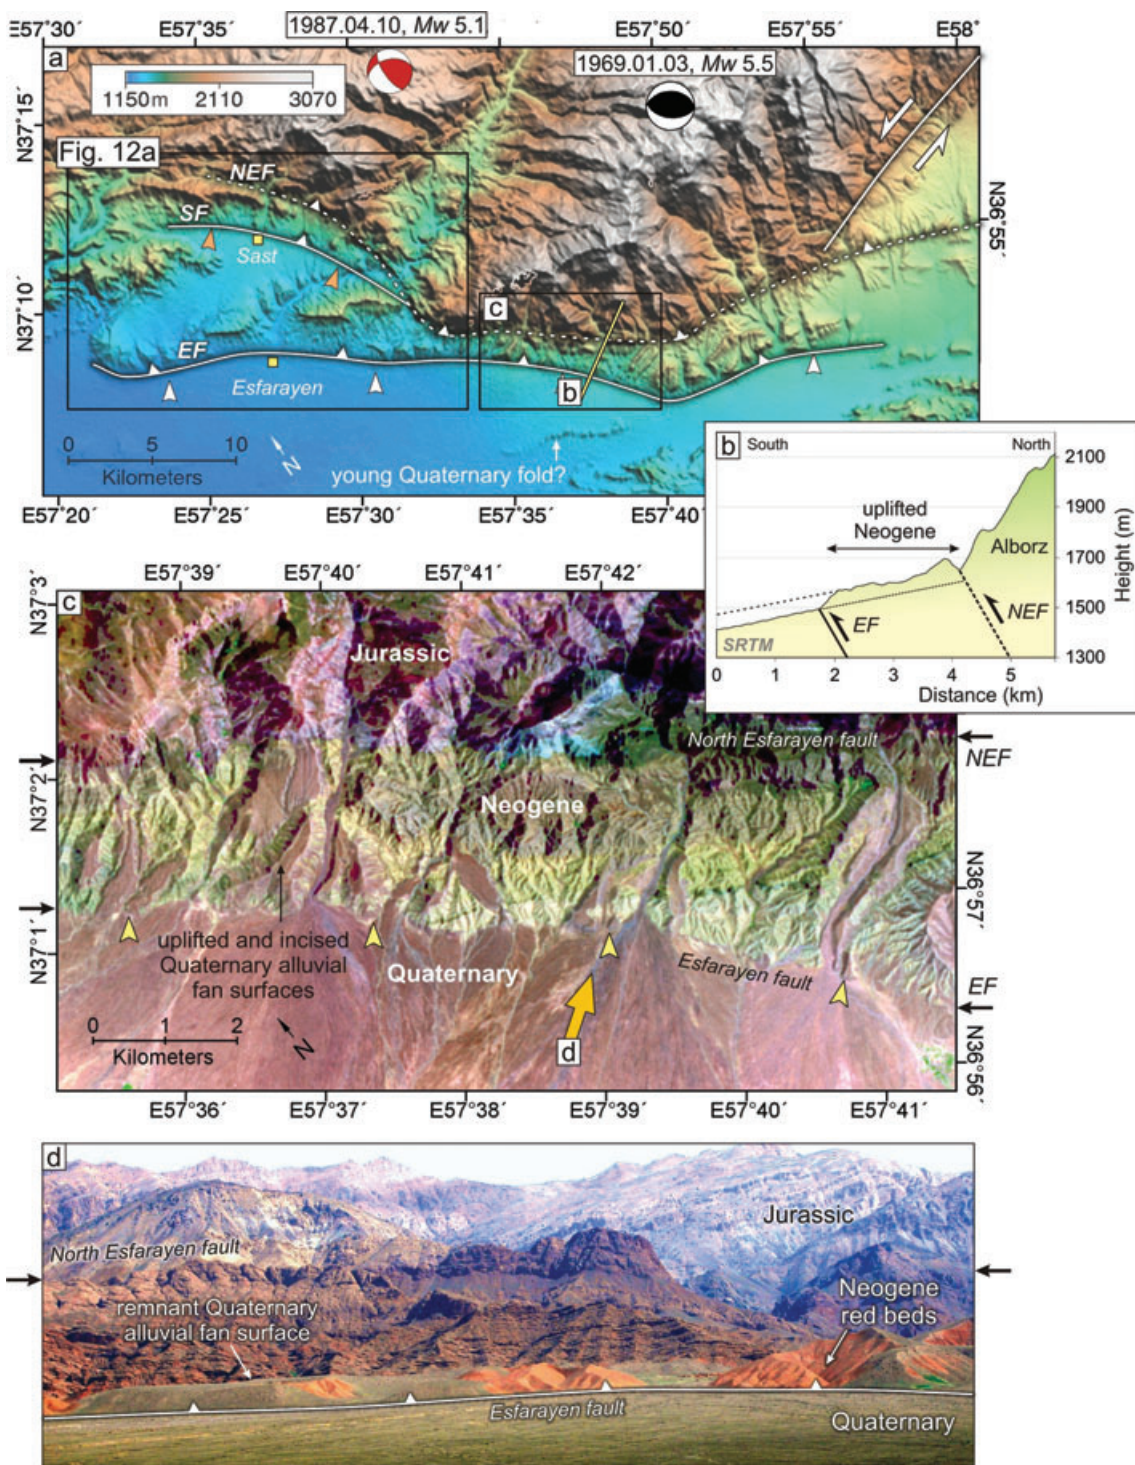 1987.04.10, Mw 5.1
E57°30´ E57°35´ E57°50´ E57°55´ E58°
a
1150m 2110 3070
1969.01.03, Mw 5.5
N37°15´
Fig. 12a
NEF
SF
Sast
N36°55´
N37°10´
c
EF
Esfarayen
b
0 5 10
Kilometers
N
young Quaternary fold?
E57°20´ E57°25´ E57°30´ E57°35´ E57°40´
b South North
2100
uplifted
Neogene
1900
Alborz
1700
Height (m)
NEF
1500
EF
SRTM
1300
0 1 2 3 4 5
Distance (km)
E57°39´ E57°40´ E57°41´ E57°42´
c
N37°3´
Jurassic
North Esfarayen fault
NEF
N37°2´
Neogene
N36°57´
uplifted and incised
Quaternary alluvial
fan surfaces
Quaternary
Esfarayen fault
N37°1´
EF
d
0 1 2
Kilometers
N
N36°56´
E57°36´ E57°37´ E57°38´ E57°39´ E57°40´ E57°41´
d
Jurassic
North Esfarayen fault
remnant Quaternary
alluvial fan surface
Neogene
red beds
Esfarayen fault
Quaternary